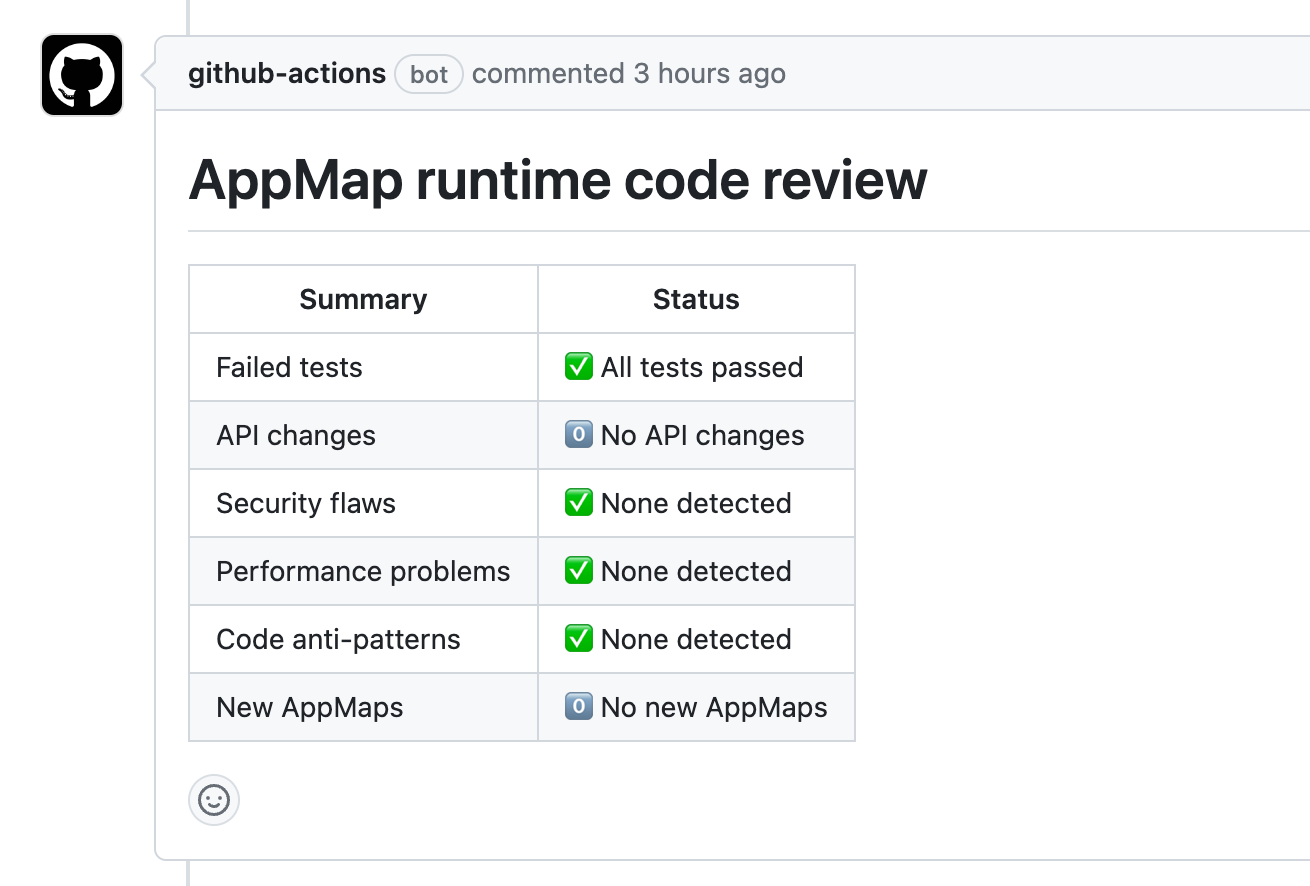 github-actions bot commented 3 hours ago
AppMap runtime code review
Summary Status
Failed tests ✅ All tests passed
API changes 0️⃣ No API changes
Security flaws ✅ None detected
Performance problems ✅ None detected
Code anti-patterns ✅ None detected
New AppMaps 0️⃣ No new AppMaps